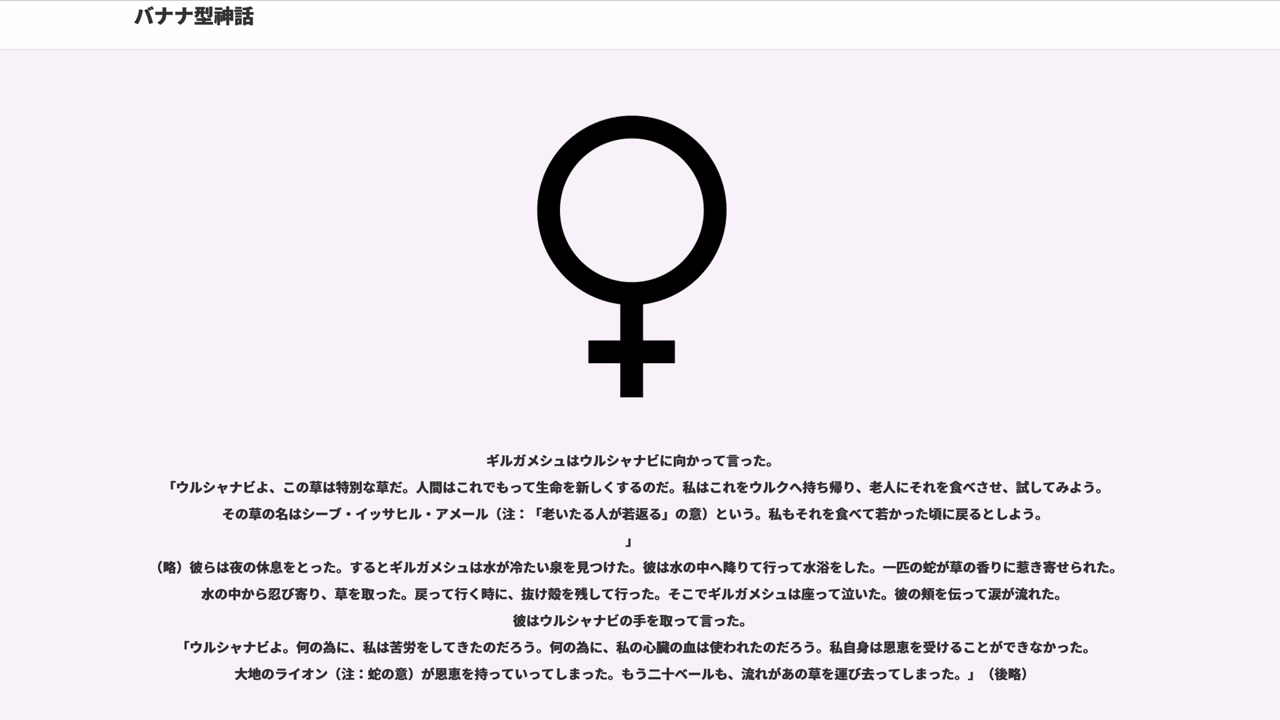 バナナ型神話
ギルガメシュはウルシャナビに向かって言った。
「ウルシャナビよ、この草は特別な草だ。人間はこれでもって生命を新しくするのだ。私はこれをウルクへ持ち帰り、老人にそれを食べさせ、試してみよう。
その草の名はシーブ・イッサヒル・アメール（注：「老いたる人が若返る」の意）という。私もそれを食べて若かった頃に戻るとしよう。
」
（略）彼らは夜の休息をとった。するとギルガメシュは水が冷たい泉を見つけた。彼は水の中へ降りて行って水浴をした。一匹の蛇が草の香りに惹き寄せられた。
水の中から忍び寄り、草を取った。戻って行く時に、抜け殻を残して行った。そこでギルガメシュは座って泣いた。彼の頬を伝って涙が流れた。
彼はウルシャナビの手を取って言った。
「ウルシャナビよ。何の為に、私は苦労をしてきたのだろう。何の為に、私の心臓の血は使われたのだろう。私自身は恩恵を受けることができなかった。
大地のライオン（注：蛇の意）が恩恵を持っていってしまった。もう二十ベールも、流れがあの草を運び去ってしまった。」（後略）